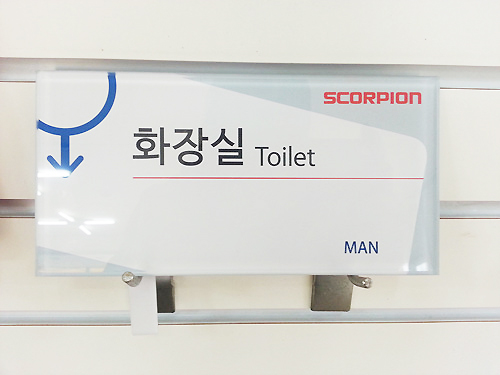 SCORPION
화장실 Toilet
MAN